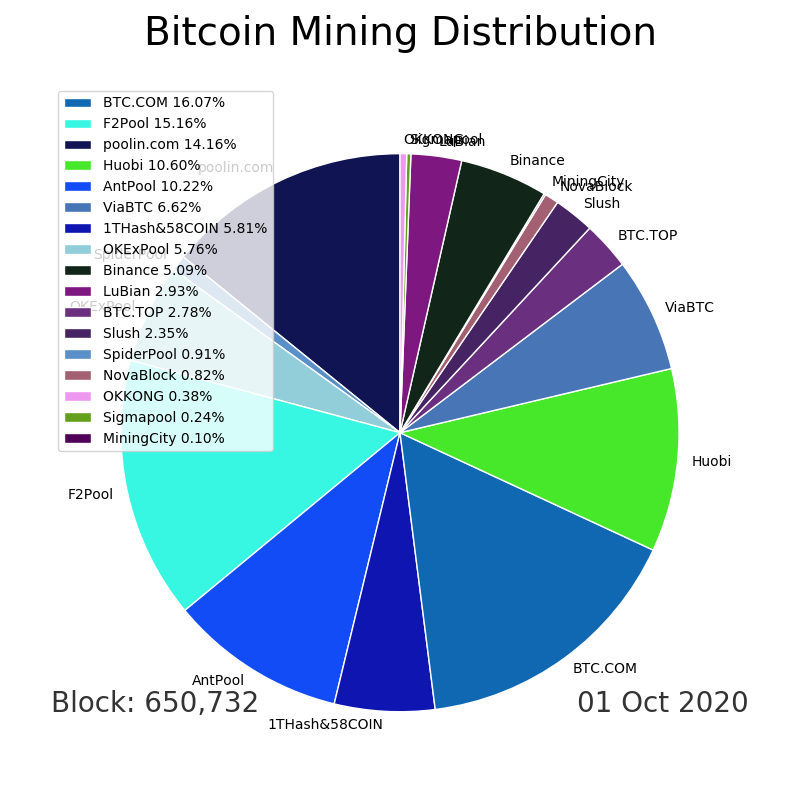 Bitcoin Mining Distribution
BTC.COM 16.07%
F2Pool 15.16%
poolin.com 14.16%
Huobi 10.60%
AntPool 10.22%
ViaBTC 6.62%
1THash&58COIN 5.81%
OKExPool 5.76%
Binance 5.09%
LuBian 2.93%
BTC.TOP 2.78%
Slush 2.35%
SpiderPool 0.91%
NovaBlock 0.82%
OKKONG 0.38%
Sigmapool 0.24%
MiningCity 0.10%
OKKONG
Sigmapool
LuBian
Binance
MiningCity
NovaBlock
Slush
BTC.TOP
ViaBTC
Huobi
BTC.COM
1THash&58COIN
AntPool
F2Pool
OKExPool
SpiderPool
poolin.com
Block: 650,732
01 Oct 2020